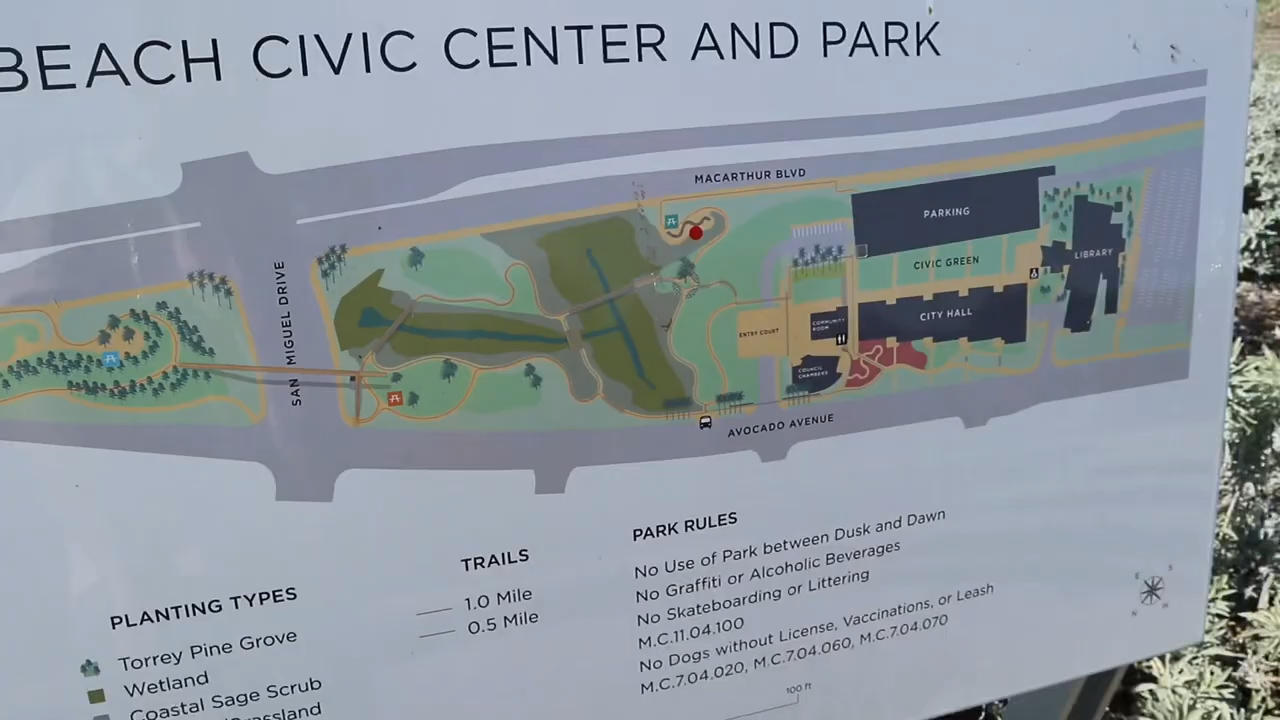 BEACH CIVIC CENTER AND PARK
MACARTHUR BLVD
PARKING
LIBRARY
CIVIC GREEN
CITY HALL
COMMUNITY
ROOM
ENTRY COURT
COUNCIL
CHAMBERS
SAN MIGUEL DRIVE
AVOCADO AVENUE
PLANTING TYPES
Torrey Pine Grove
Wetland
Coastal Sage Scrub
TRAILS
1.0 Mile
0.5 Mile
PARK RULES
No Use of Park between Dusk and Dawn
No Graffiti or Alcoholic Beverages
No Skateboarding or Littering
M.C.11.04.100
No Dogs without License, Vaccinations, or Leash
M.C.7.04.020, M.C.7.04.060, M.C.7.04.070
100 ft
E S
N W